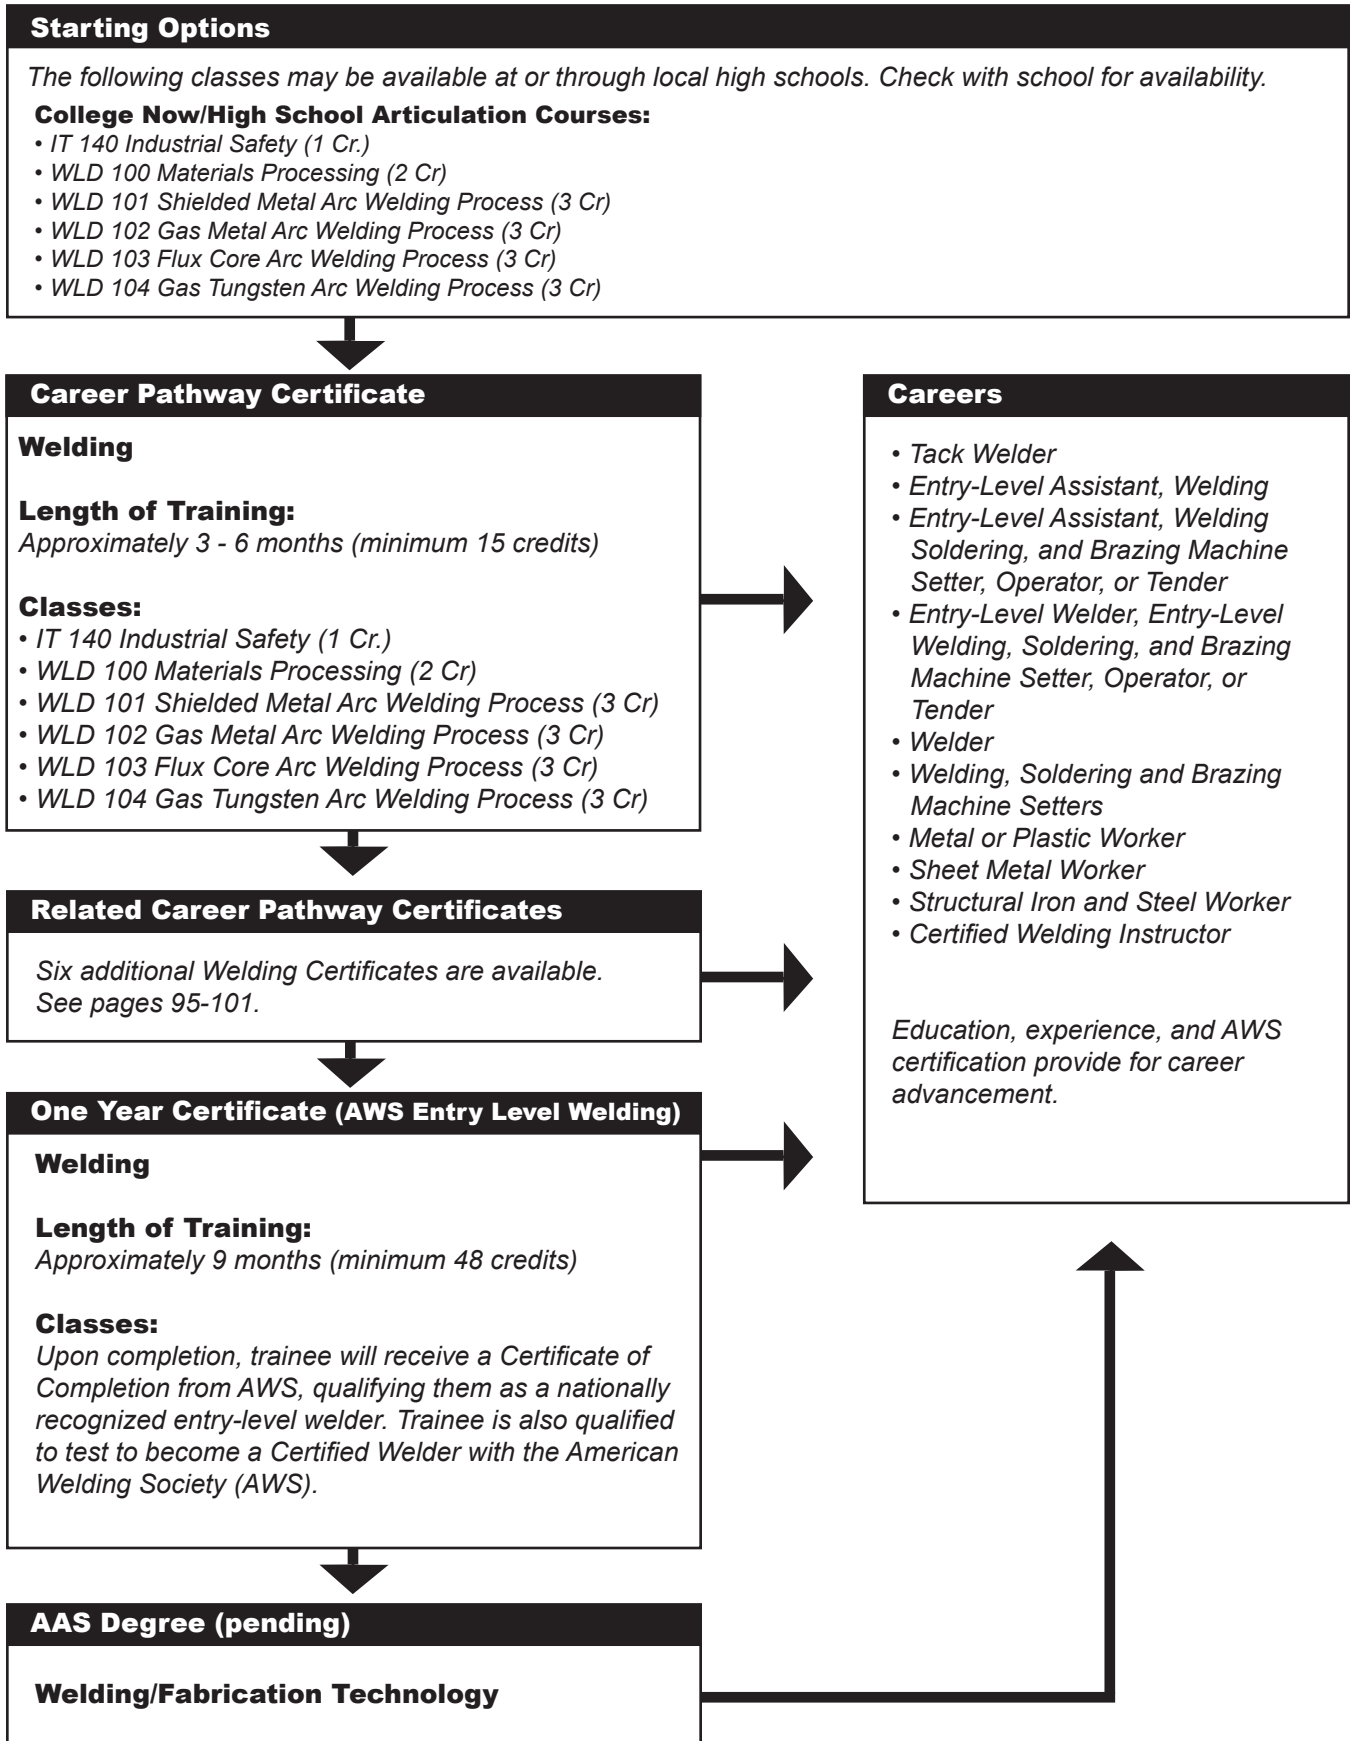 Starting Options
The following classes may be available at or through local high schools. Check with school for availability.
College Now/High School Articulation Courses:
• IT 140 Industrial Safety (1 Cr.)
• WLD 100 Materials Processing (2 Cr)
• WLD 101 Shielded Metal Arc Welding Process (3 Cr)
• WLD 102 Gas Metal Arc Welding Process (3 Cr)
• WLD 103 Flux Core Arc Welding Process (3 Cr)
• WLD 104 Gas Tungsten Arc Welding Process (3 Cr)
Career Pathway Certificate
Welding
Length of Training:
Approximately 3 - 6 months (minimum 15 credits)
Classes:
• IT 140 Industrial Safety (1 Cr.)
• WLD 100 Materials Processing (2 Cr)
• WLD 101 Shielded Metal Arc Welding Process (3 Cr)
• WLD 102 Gas Metal Arc Welding Process (3 Cr)
• WLD 103 Flux Core Arc Welding Process (3 Cr)
• WLD 104 Gas Tungsten Arc Welding Process (3 Cr)
Related Career Pathway Certificates
Six additional Welding Certificates are available.
See pages 95-101.
One Year Certificate (AWS Entry Level Welding)
Welding
Length of Training:
Approximately 9 months (minimum 48 credits)
Classes:
Upon completion, trainee will receive a Certificate of
Completion from AWS, qualifying them as a nationally
recognized entry-level welder. Trainee is also qualified
to test to become a Certified Welder with the American
Welding Society (AWS).
AAS Degree (pending)
Welding/Fabrication Technology
Careers
• Tack Welder
• Entry-Level Assistant, Welding
• Entry-Level Assistant, Welding
Soldering, and Brazing Machine
Setter, Operator, or Tender
• Entry-Level Welder, Entry-Level
Welding, Soldering, and Brazing
Machine Setter, Operator, or
Tender
• Welder
• Welding, Soldering and Brazing
Machine Setters
• Metal or Plastic Worker
• Sheet Metal Worker
• Structural Iron and Steel Worker
• Certified Welding Instructor
Education, experience, and AWS
certification provide for career
advancement.